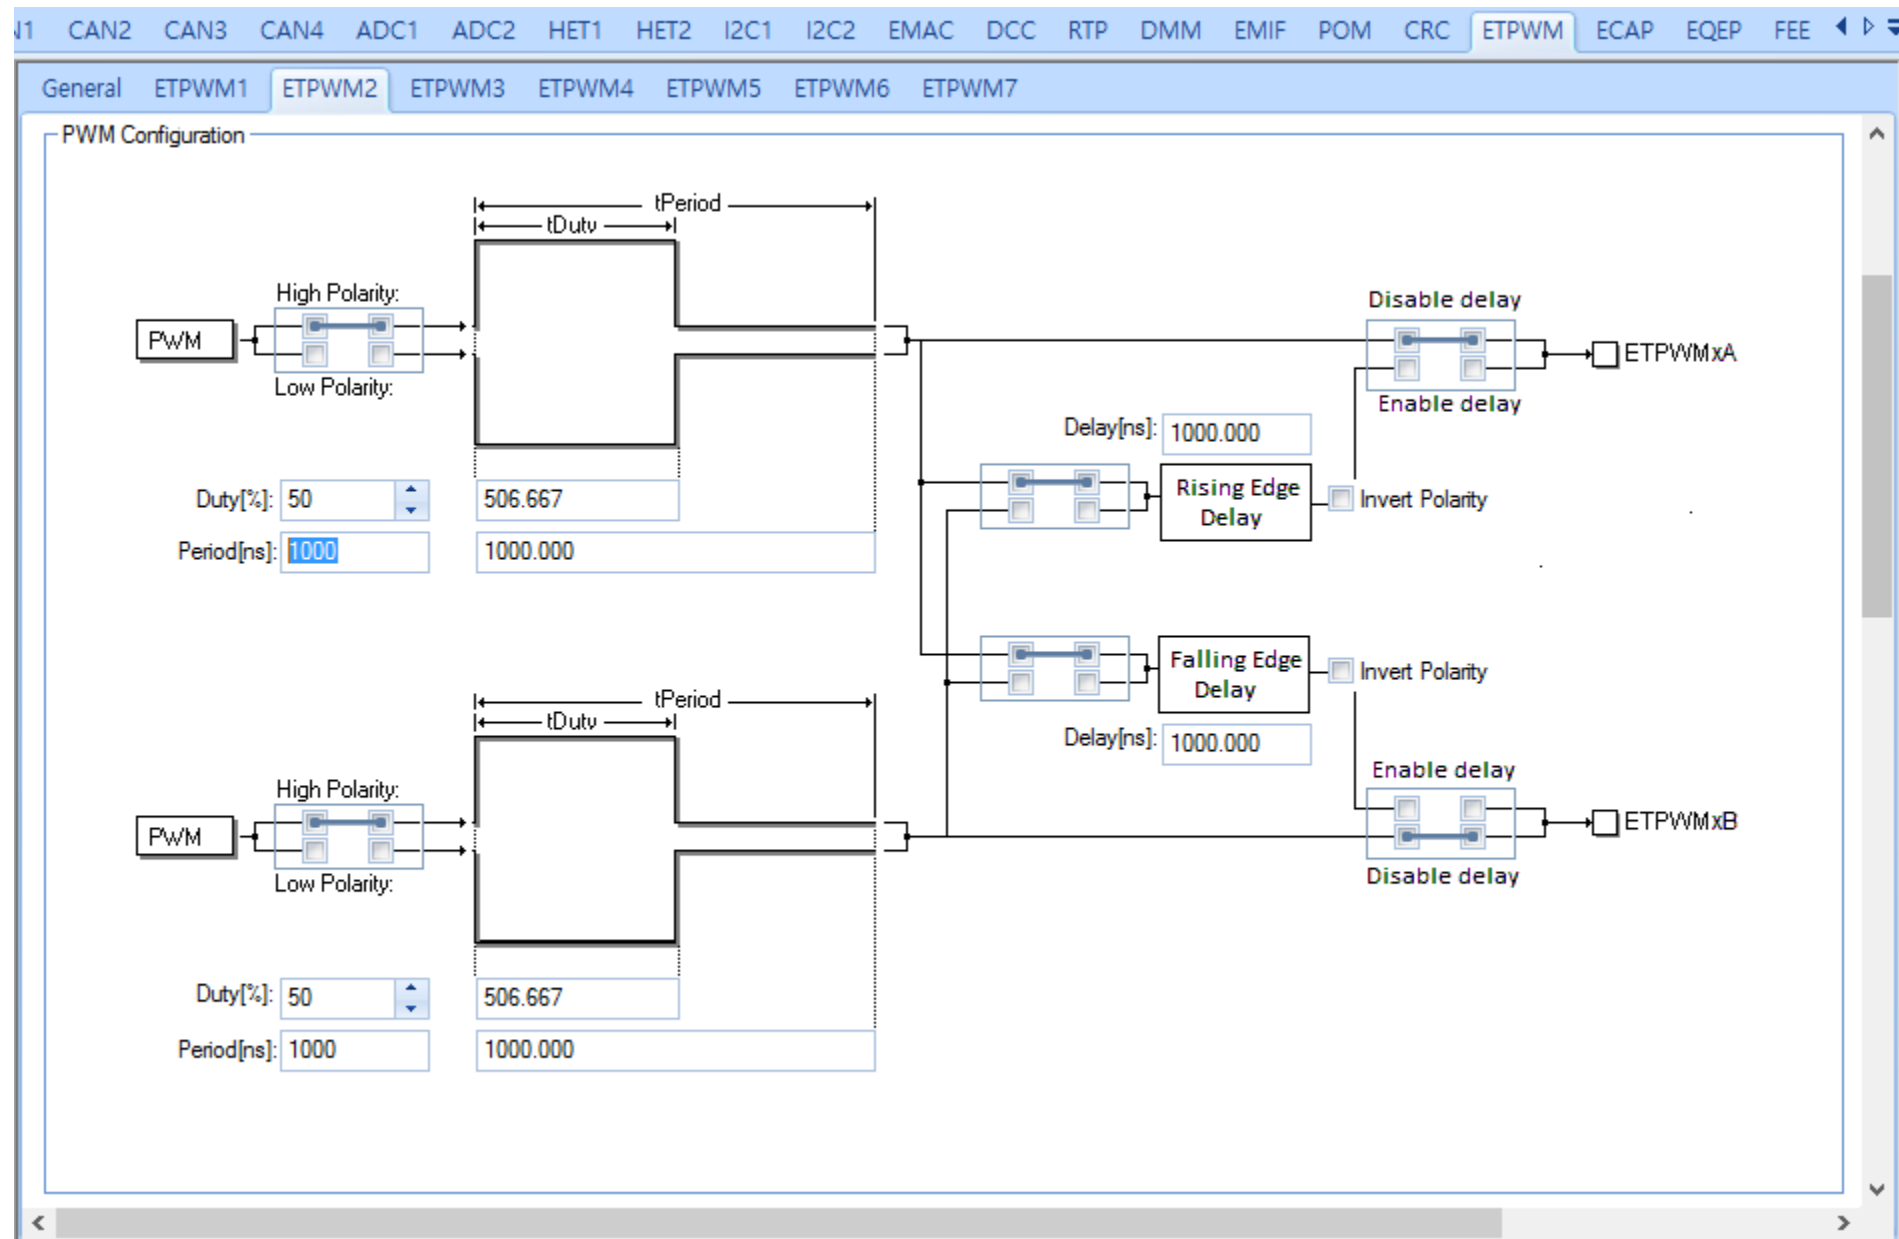 CAN2 CAN3 CAN4 ADC1 ADC2 HET1 HET2 I2C1 I2C2 EMAC DCC RTP DMM EMIF POM CRC ETPWM ECAP EQEP FEE
General ETPWM1 ETPWM2 ETPWM3 ETPWM4 ETPWM5 ETPWM6 ETPWM7
PWM Configuration
tPeriod
tDuty
High Polarity:
PWM
Low Polarity:
Disable delay
ETPWMxA
Enable delay
Delay[ns]: 1000.000
Duty[%]: 50 506.667
Rising Edge
Delay
Invert Polarity
Period[ns]: 1000 1000.000
Falling Edge
Delay
Invert Polarity
Delay[ns]: 1000.000
tPeriod
tDuty
High Polarity:
PWM
Low Polarity:
Enable delay
ETPWMxB
Disable delay
Duty[%]: 50 506.667
Period[ns]: 1000 1000.000